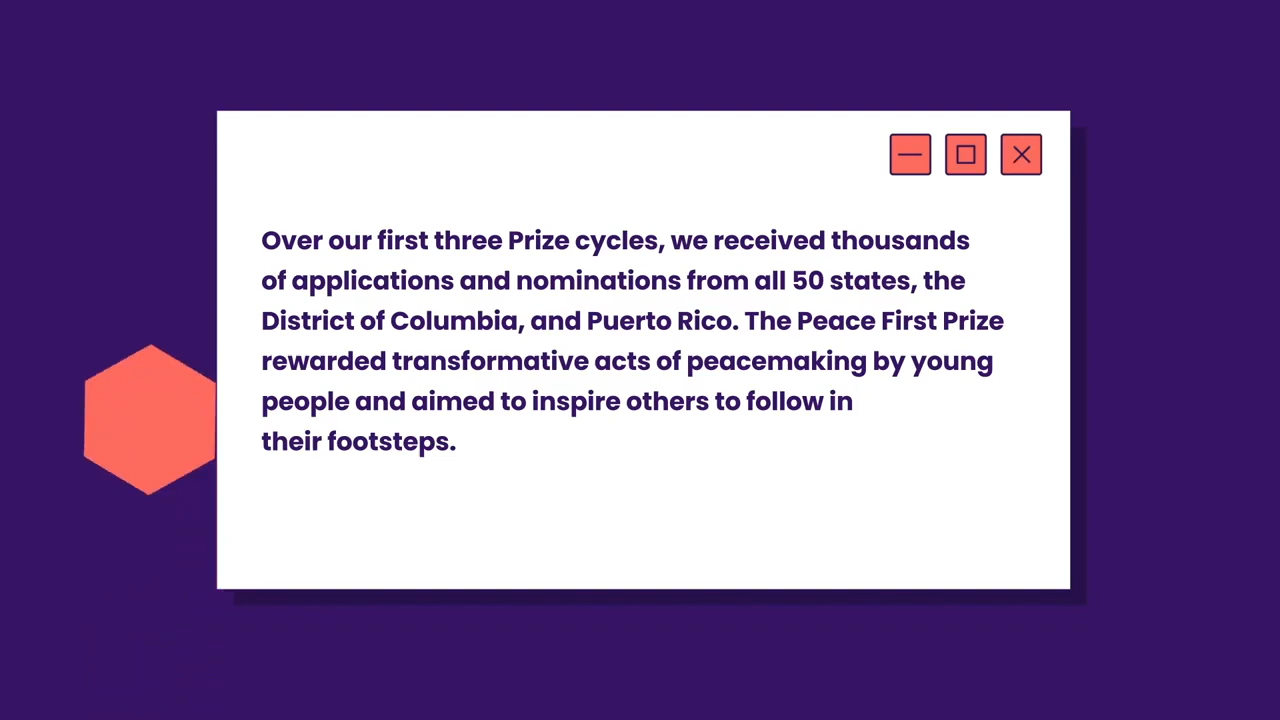 Over our first three Prize cycles, we received thousands
of applications and nominations from all 50 states, the
District of Columbia, and Puerto Rico. The Peace First Prize
rewarded transformative acts of peacemaking by young
people and aimed to inspire others to follow in
their footsteps.